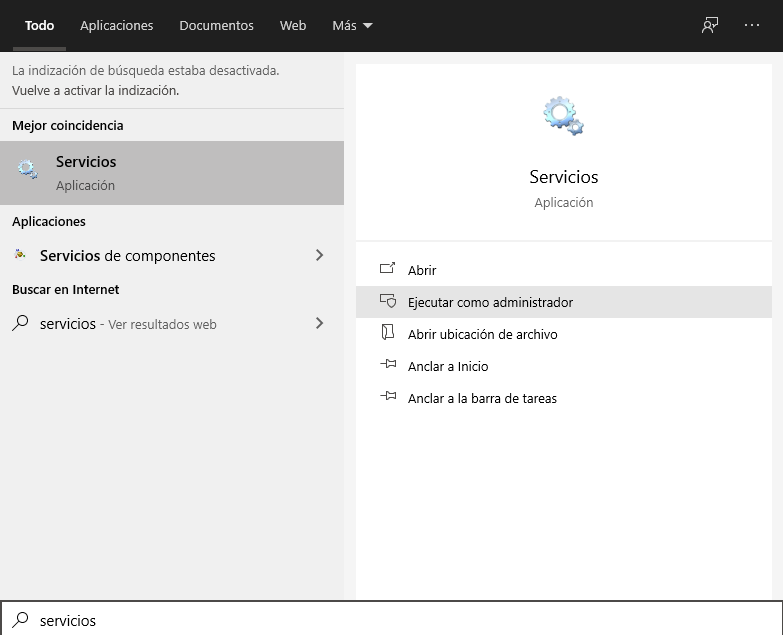 Todo Aplicaciones Documentos Web Más
La indización de búsqueda estaba desactivada.
Vuelve a activar la indización.
Mejor coincidencia
Servicios
Aplicación
Aplicaciones
Servicios de componentes
Buscar en Internet
servicios - Ver resultados web
Servicios
Aplicación
Abrir
Ejecutar como administrador
Abrir ubicación de archivo
Anclar a Inicio
Anclar a la barra de tareas
servicios